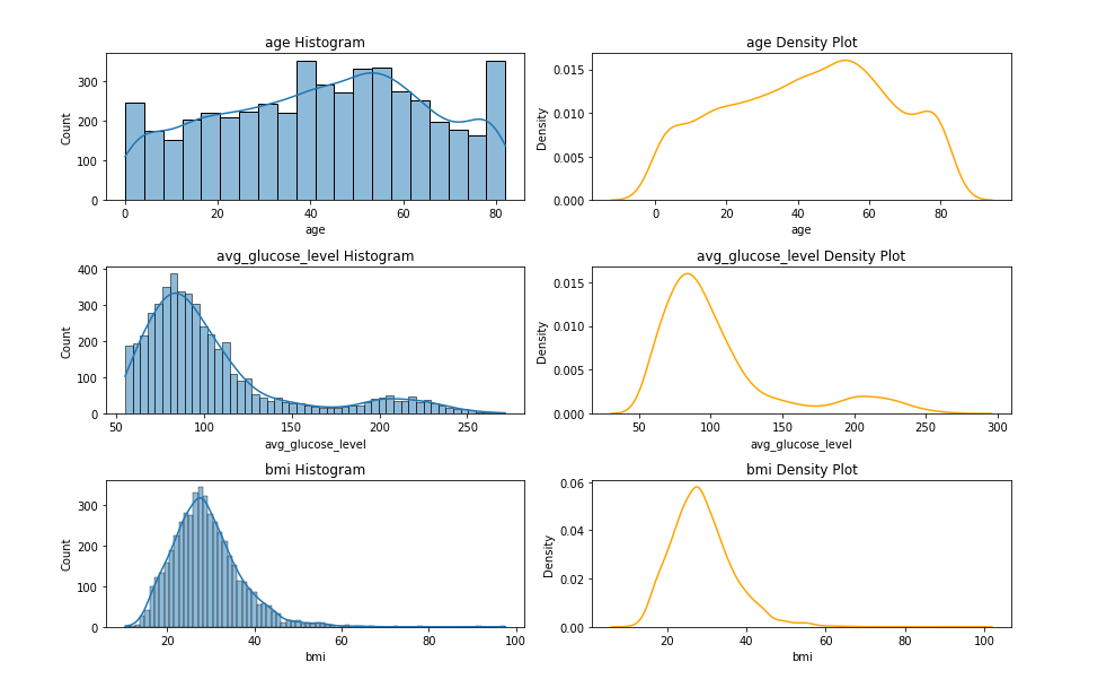 age Histogram
age Density Plot
300
200
100
0
Count
0 20 40 60 80
age
0.015
0.010
0.005
0.000
Density
0 20 40 60 80
age
avg_glucose_level Histogram
avg_glucose_level Density Plot
400
300
200
100
0
Count
50 100 150 200 250
avg_glucose_level
0.015
0.010
0.005
0.000
Density
50 100 150 200 250 300
avg_glucose_level
bmi Histogram
bmi Density Plot
300
200
100
0
Count
20 40 60 80 100
bmi
0.06
0.04
0.02
0.00
Density
20 40 60 80 100
bmi